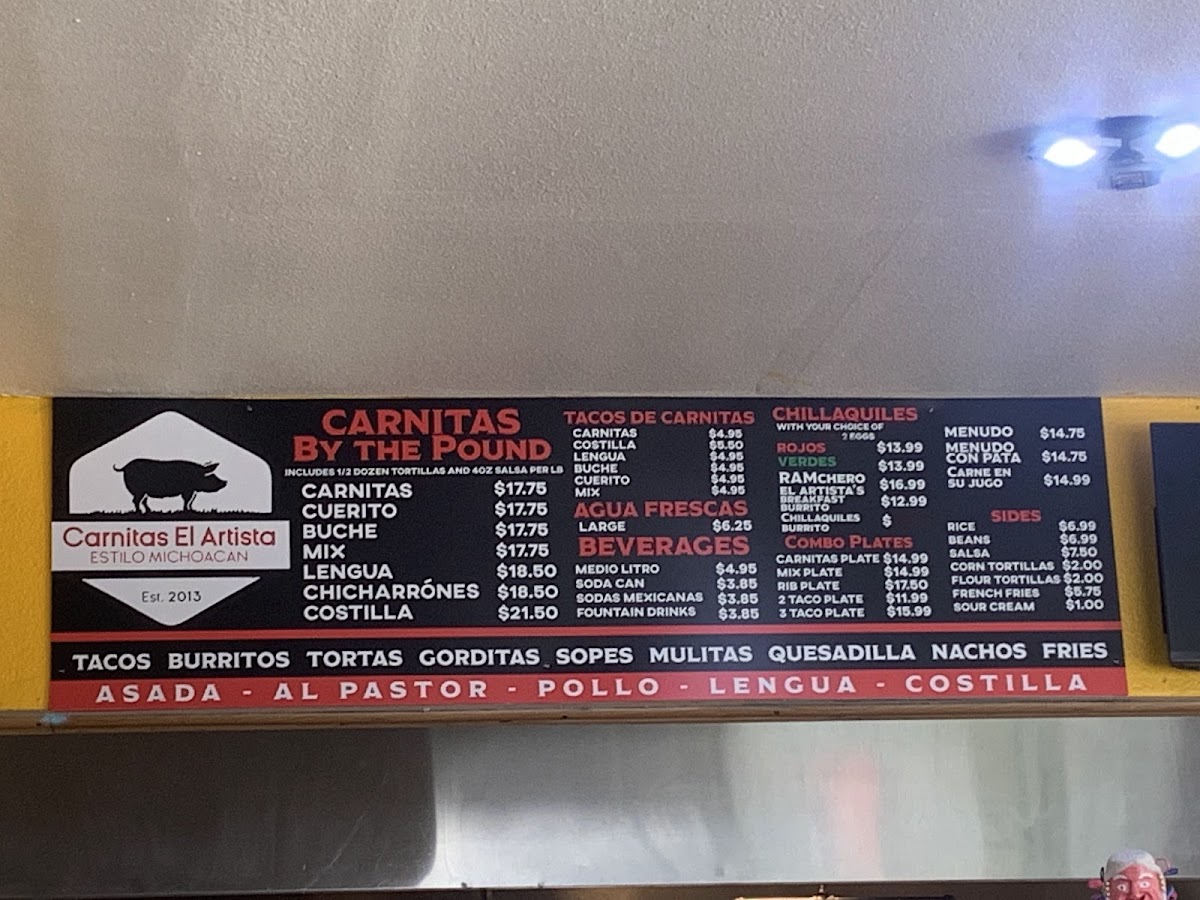 Carnitas El Artista
ESTILO MICHOACAN
Est. 2013
CARNITAS
BY THE POUND
INCLUDES 1/2 DOZEN TORTILLAS AND 4OZ SALSA PER LB
CARNITAS $17.75
CUERITO $17.75
BUCHE $17.75
MIX $17.75
LENGUA $18.50
CHICHARRÓNES $18.50
COSTILLA $21.50
TACOS DE CARNITAS
CARNITAS $4.95
COSTILLA $5.50
LENGUA $4.95
BUCHE $4.95
CUERITO $4.95
MIX $4.95
AGUA FRESCAS
LARGE $6.25
BEVERAGES
MEDIO LITRO $4.95
SODA CAN $3.85
SODAS MEXICANAS $3.85
FOUNTAIN DRINKS $3.85
CHILLAQUILES
WITH YOUR CHOICE OF
2 EGGS
ROJOS $13.99
VERDES $13.99
RAMCHERO $16.99
EL ARTISTA'S
BREAKFAST
BURRITO $12.99
CHILLAQUILES
BURRITO $
COMBO PLATES
CARNITAS PLATE $14.99
MIX PLATE $14.99
RIB PLATE $17.50
2 TACO PLATE $11.99
3 TACO PLATE $15.99
MENUDO $14.75
MENUDO
CON PATA $14.75
CARNE EN
SU JUGO $14.99
SIDES
RICE $6.99
BEANS $6.99
SALSA $7.50
CORN TORTILLAS $2.00
FLOUR TORTILLAS $2.00
FRENCH FRIES $5.75
SOUR CREAM $1.00
TACOS BURRITOS TORTAS GORDITAS SOPES MULITAS QUESADILLA NACHOS FRIES
ASADA - AL PASTOR - POLLO - LENGUA - COSTILLA